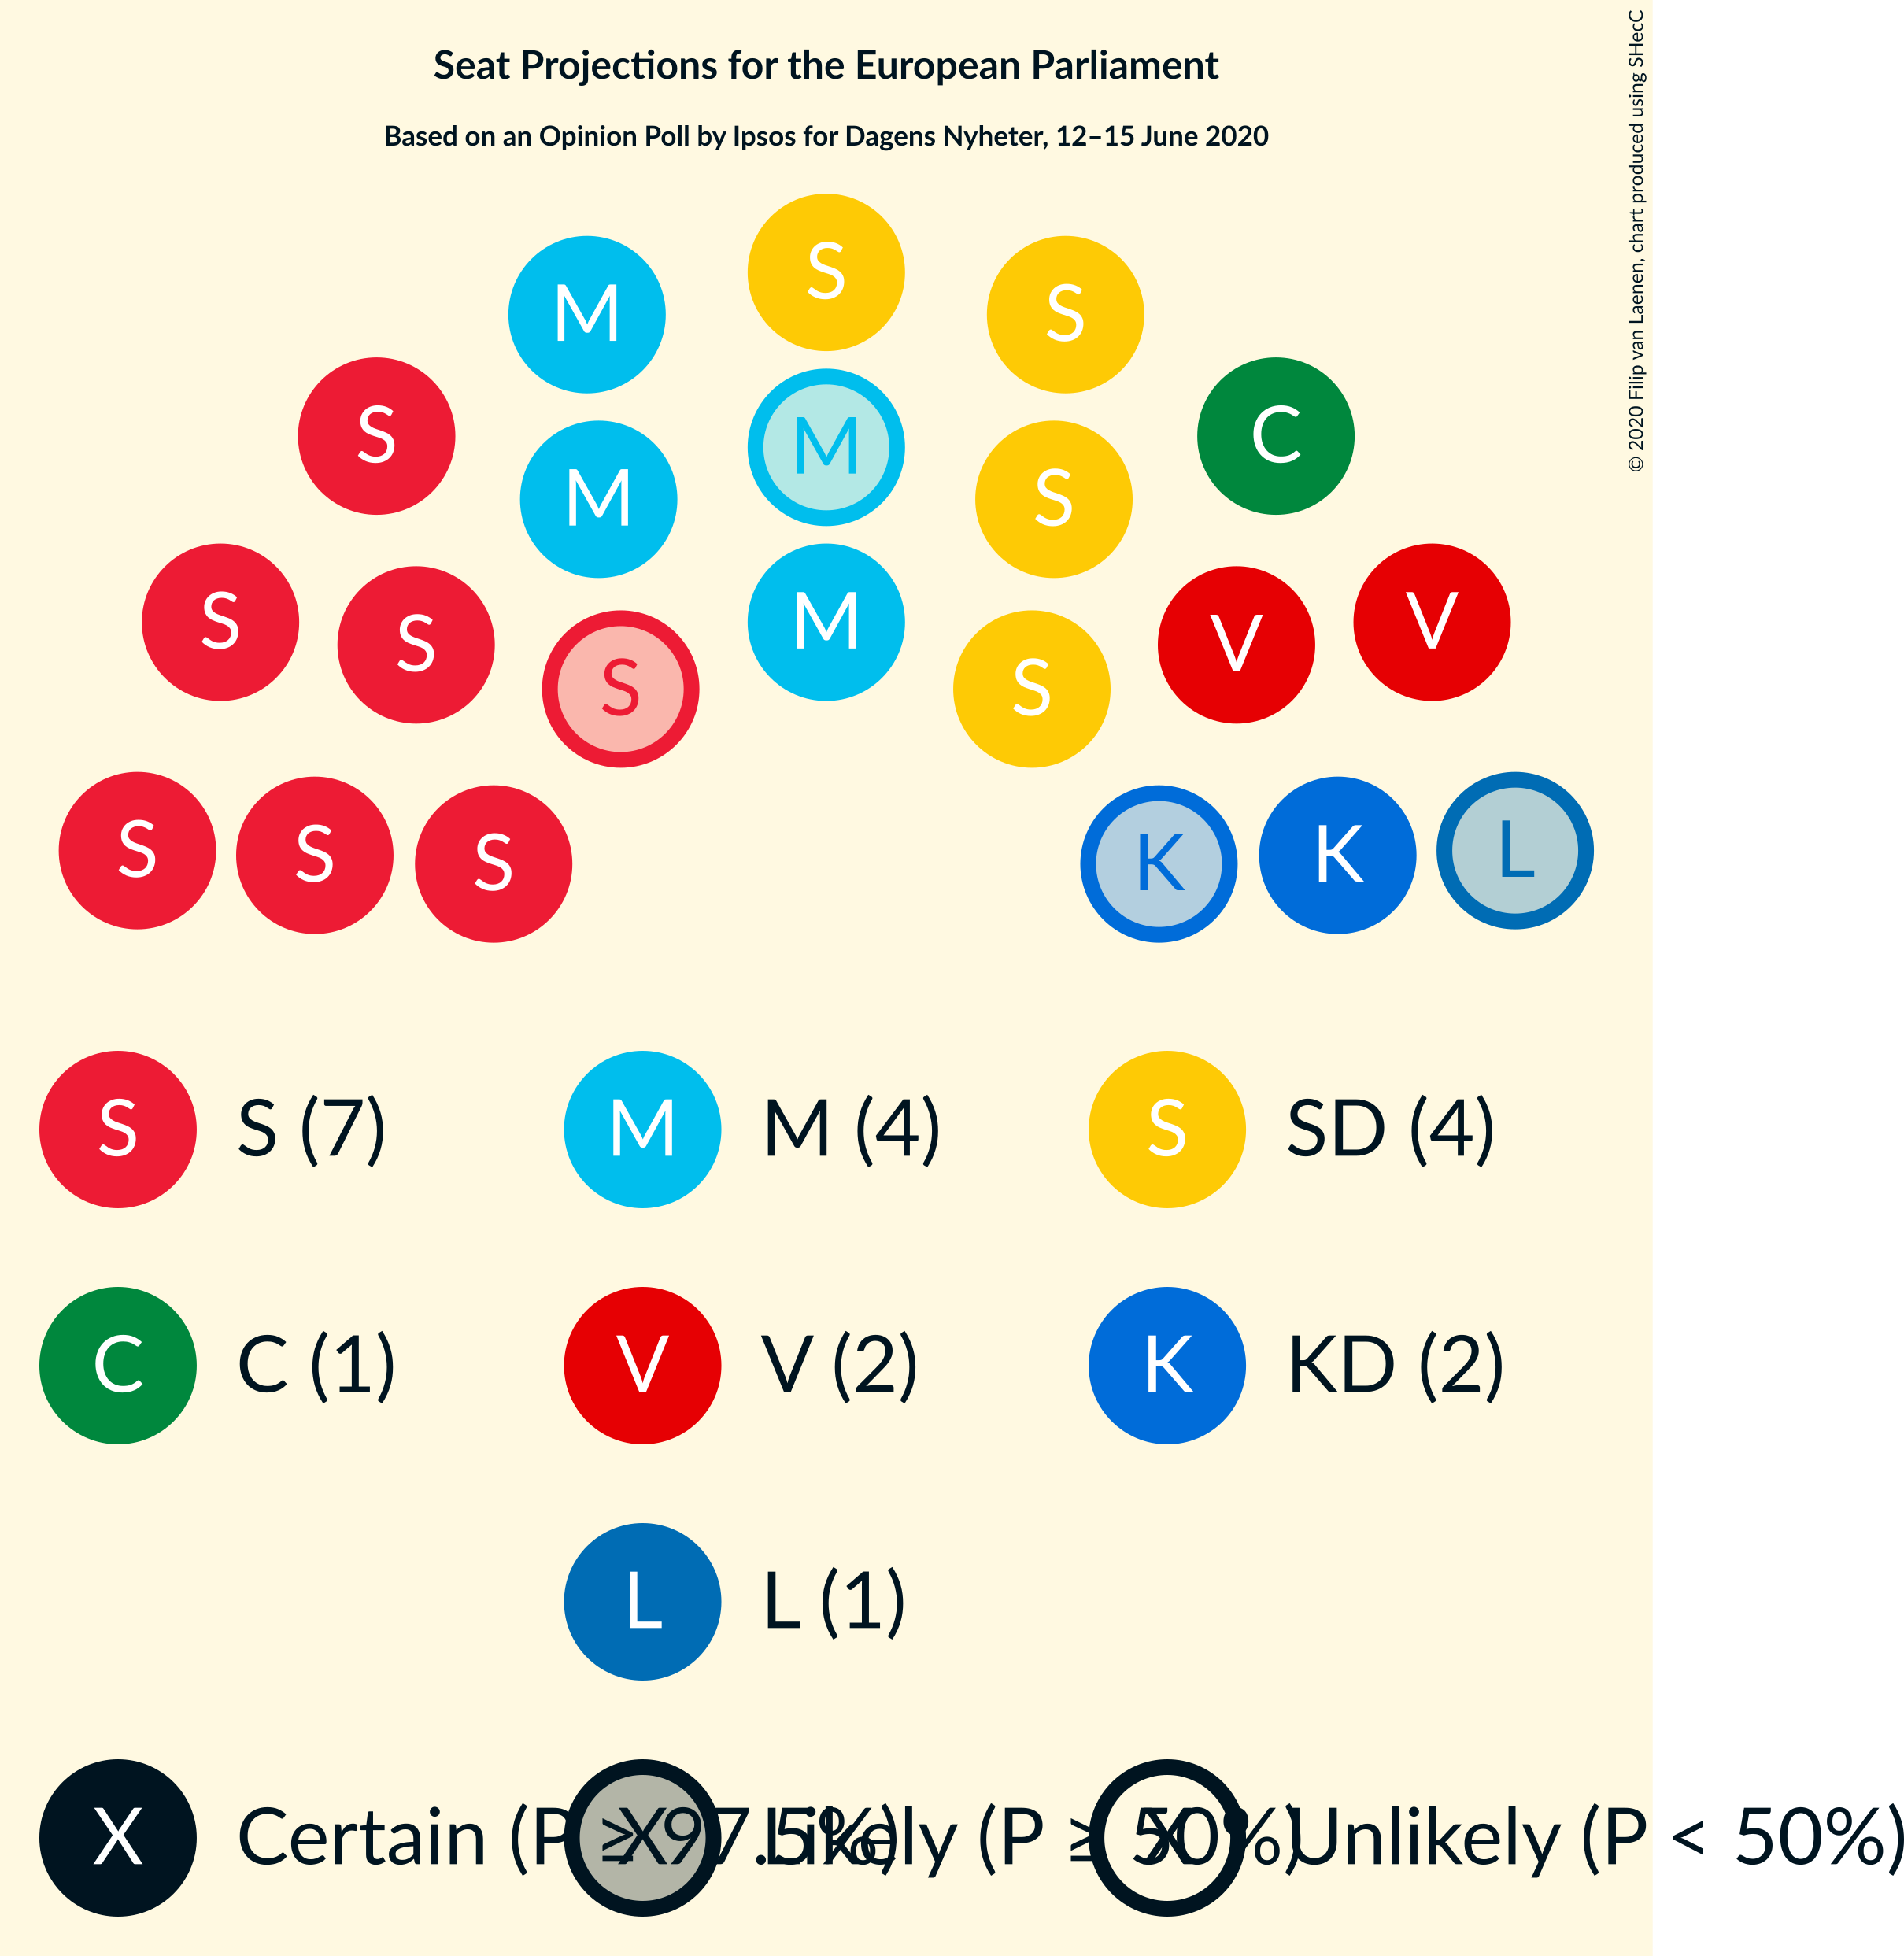 Seat Projections for the European Parliament
Based on an Opinion Poll by Ipsos for Dagens Nyheter, 12–15 June 2020
© 2020 Filip van Laenen, chart produced using SHecC
S
M S
S M M S C
M
S S V V
S S
S S S K K L
S S (7) M M (4) S SD (4)
C C (1) V V (2) K KD (2)
L L (1)
X Certain (P ≥ 97.5%) X Likely (P ≥ 50%) X Unlikely (P < 50%)